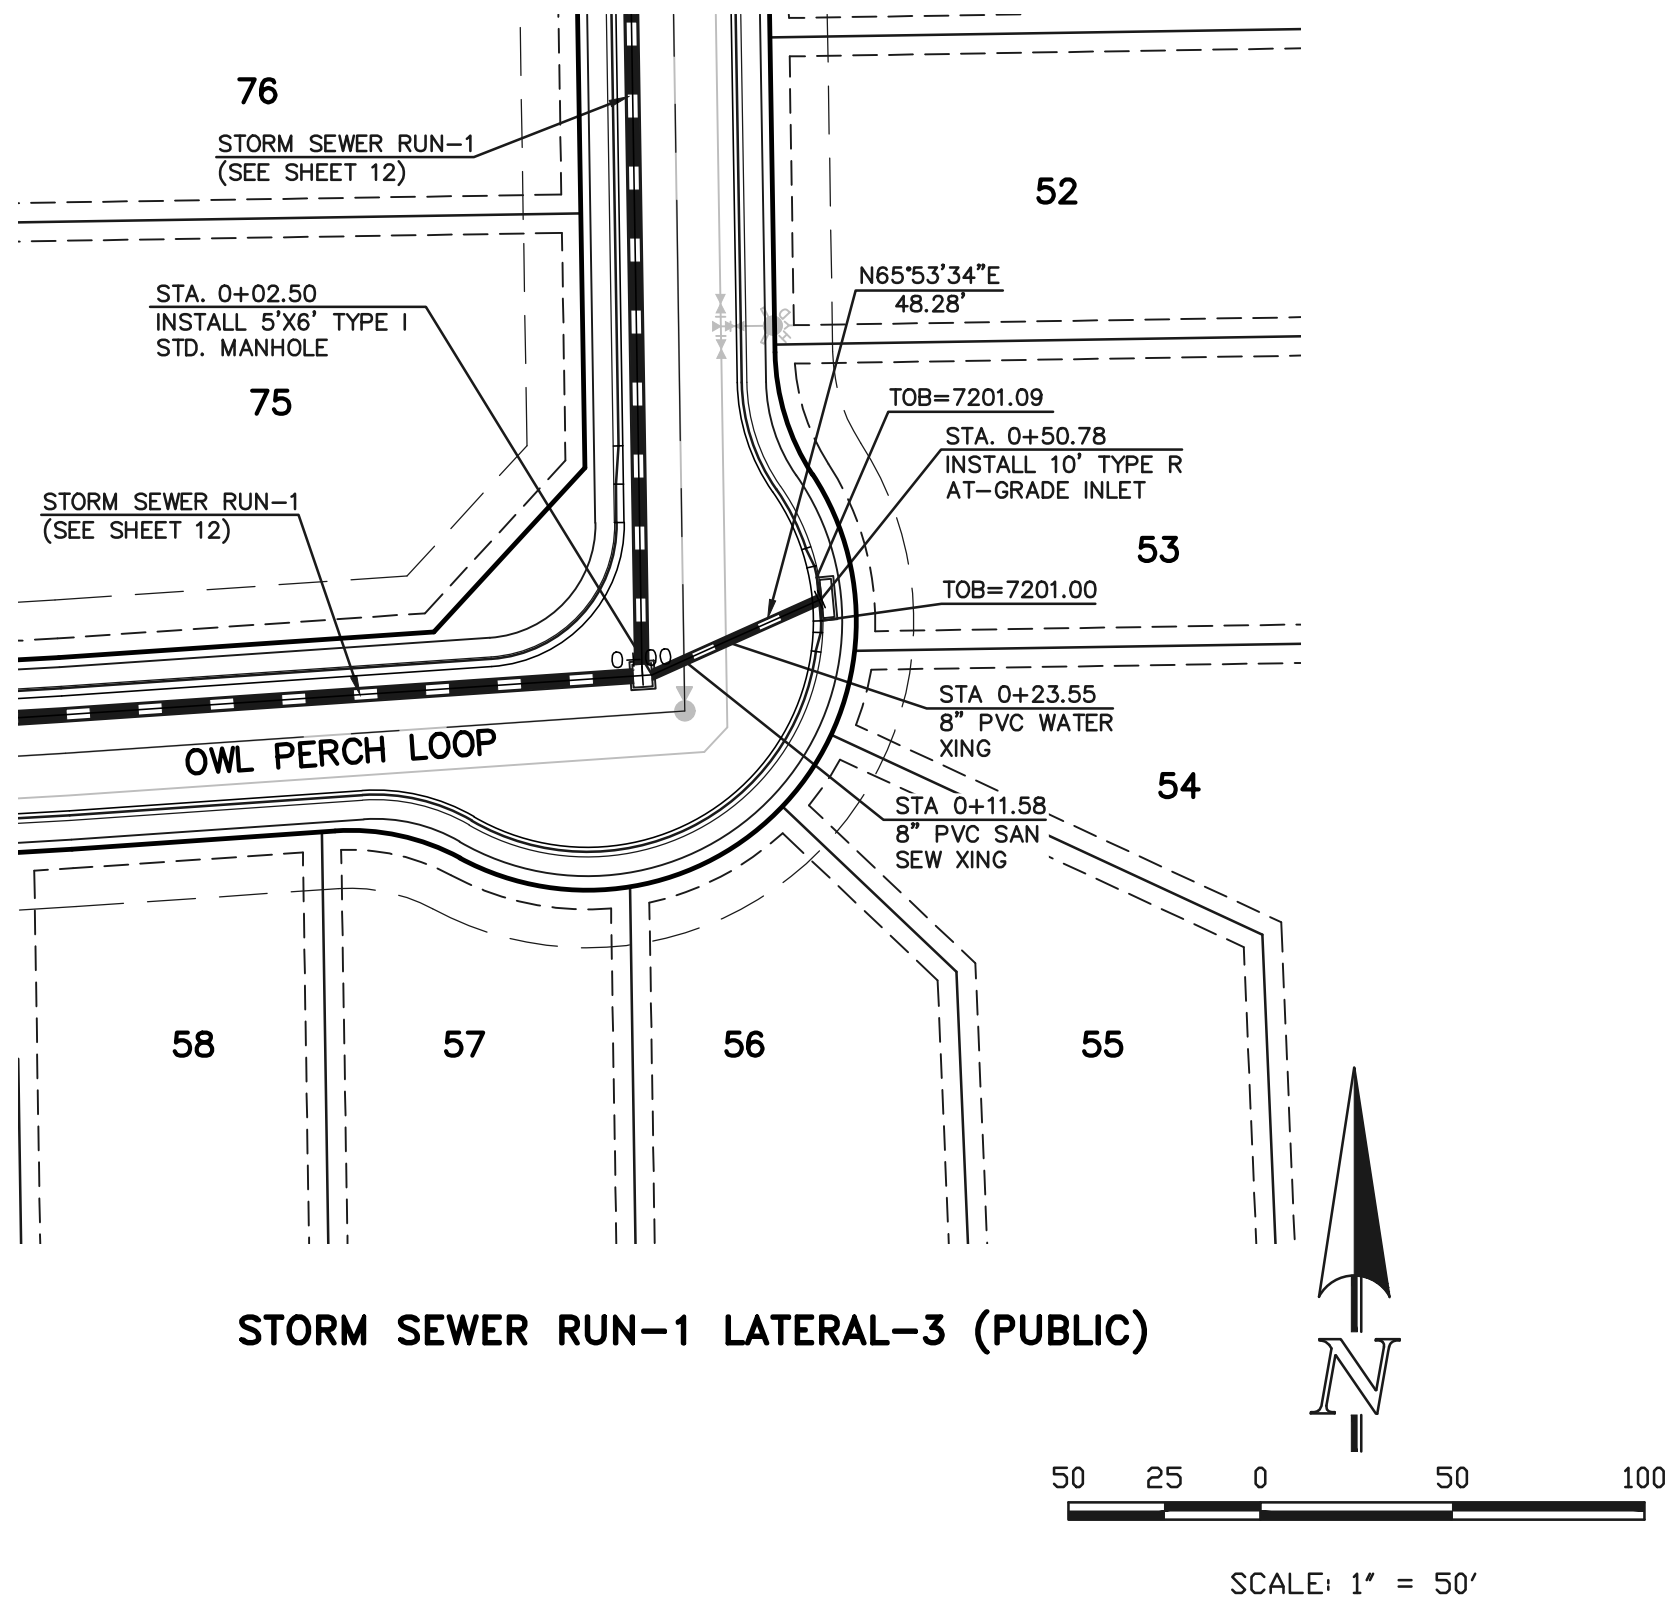 76
STORM SEWER RUN-1
(SEE SHEET 12)
52
N65°53'34"E
48.28'
STA. 0+02.50
INSTALL 5'X6' TYPE I
STD. MANHOLE
75
TOB=7201.09
STA. 0+50.78
INSTALL 10' TYPE R
AT-GRADE INLET
STORM SEWER RUN-1
(SEE SHEET 12)
53
TOB=7201.00
STA 0+23.55
8" PVC WATER
XING
OWL PERCH LOOP
54
STA 0+11.58
8" PVC SAN
SEW XING
58
57
56
55
STORM SEWER RUN-1 LATERAL-3 (PUBLIC)
N
50 25 0 50 100
SCALE: 1" = 50'